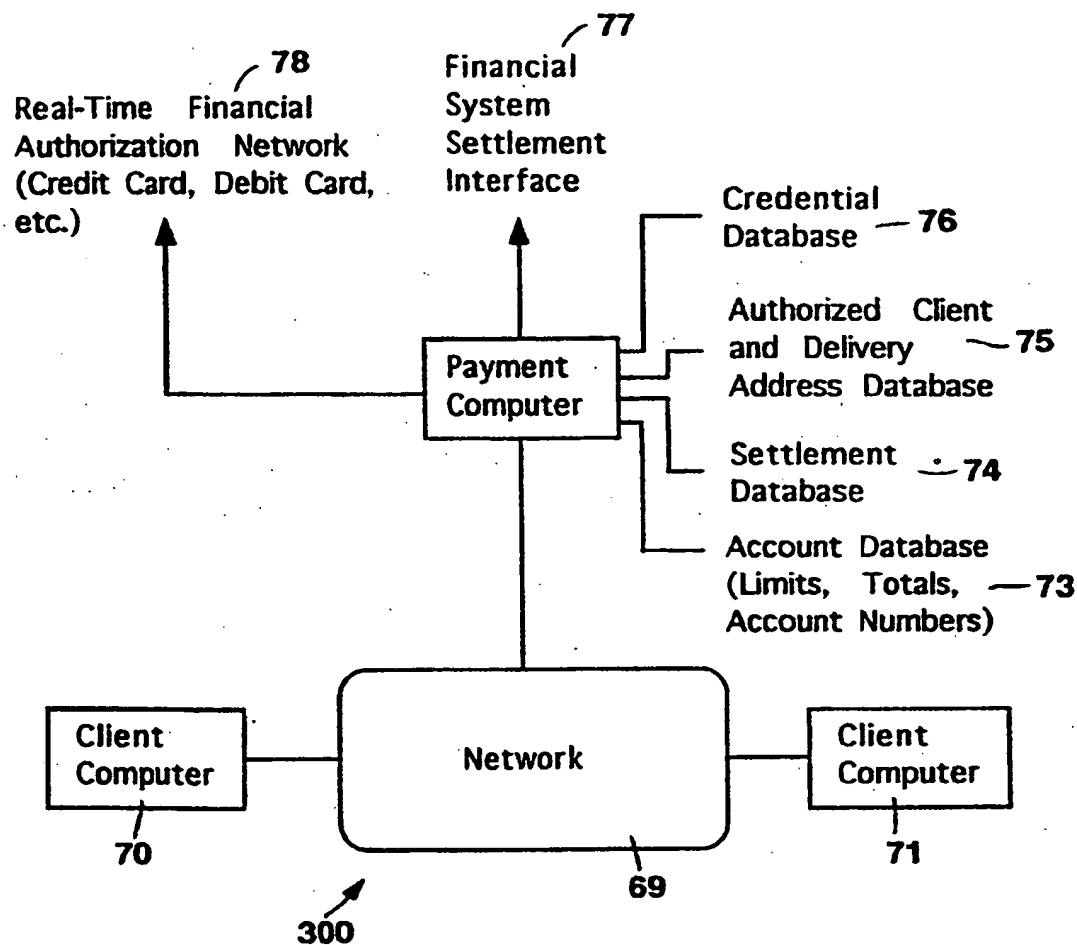 77
78
Financial
System
Settlement
Interface
Real-Time Financial
Authorization Network
(Credit Card, Debit Card,
etc.)
Credential
Database
76
Authorized Client
and Delivery
Address Database
75
Payment
Computer
Settlement
Database
74
Account Database
(Limits, Totals,
Account Numbers)
73
Client
Computer
Network
Client
Computer
70
71
69
300